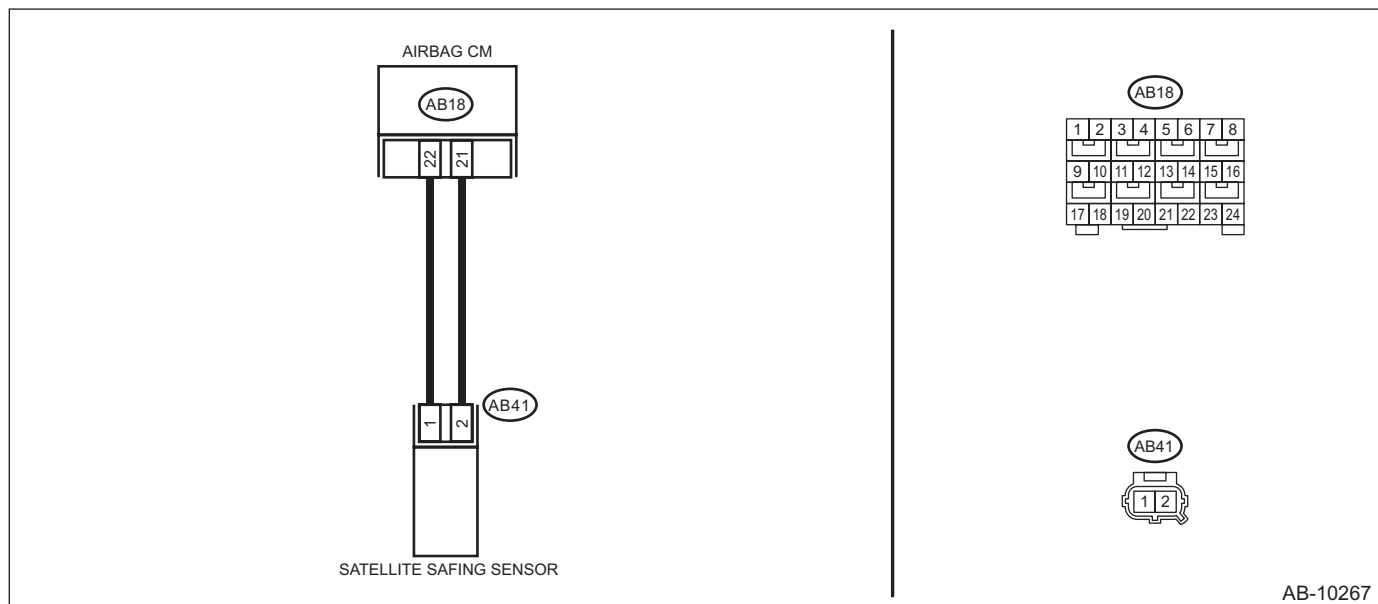 AIRBAG CM
AB18
22 21
1 2
AB41
SATELLITE SAFING SENSOR
AB18
1 2 3 4 5 6 7 8
9 10 11 12 13 14 15 16
17 18 19 20 21 22 23 24
AB41
1 2
AB-10267